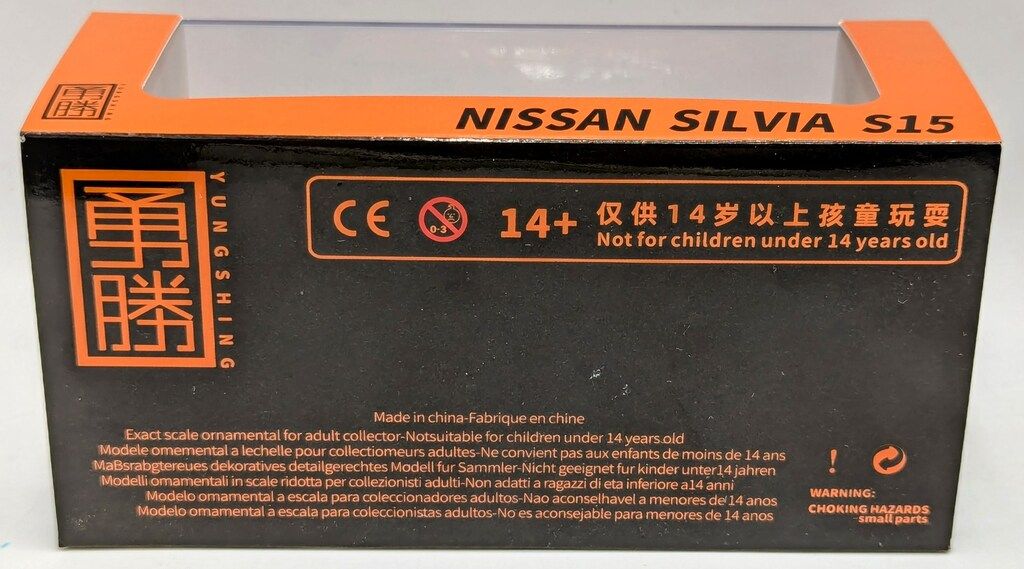 勇勝
NISSAN SILVIA S15
勇勝
YUNGSHING
CE
0-3
14+
仅供14岁以上孩童玩耍
Not for children under 14 years old
Made in china-Fabrique en chine
Exact scale ornamental for adult collector-Notsuitable for children under 14 years.old
Modele ornamental a lechelle pour collectiomeurs adultes-Ne convient pas aux enfants de moins de 14 ans
MaBsrabgtereues dekoratives detailgerechtes Modell fur Sammler-Nicht geeignet fur kinder unter14 jahren
Modelli ornamentali in scale ridotta per collezionisti adulti-Non adatti a ragazzi di eta inferiore a14 anni
Modelo ornamental a escala para coleccionadores adultos-Nao aconselhavel a menores de 14 anos
Modelo ornamental a escala para coleccionistas adultos-No es aconsejable para menores de 14 anos
!
WARNING:
CHOKING HAZARDS
small parts